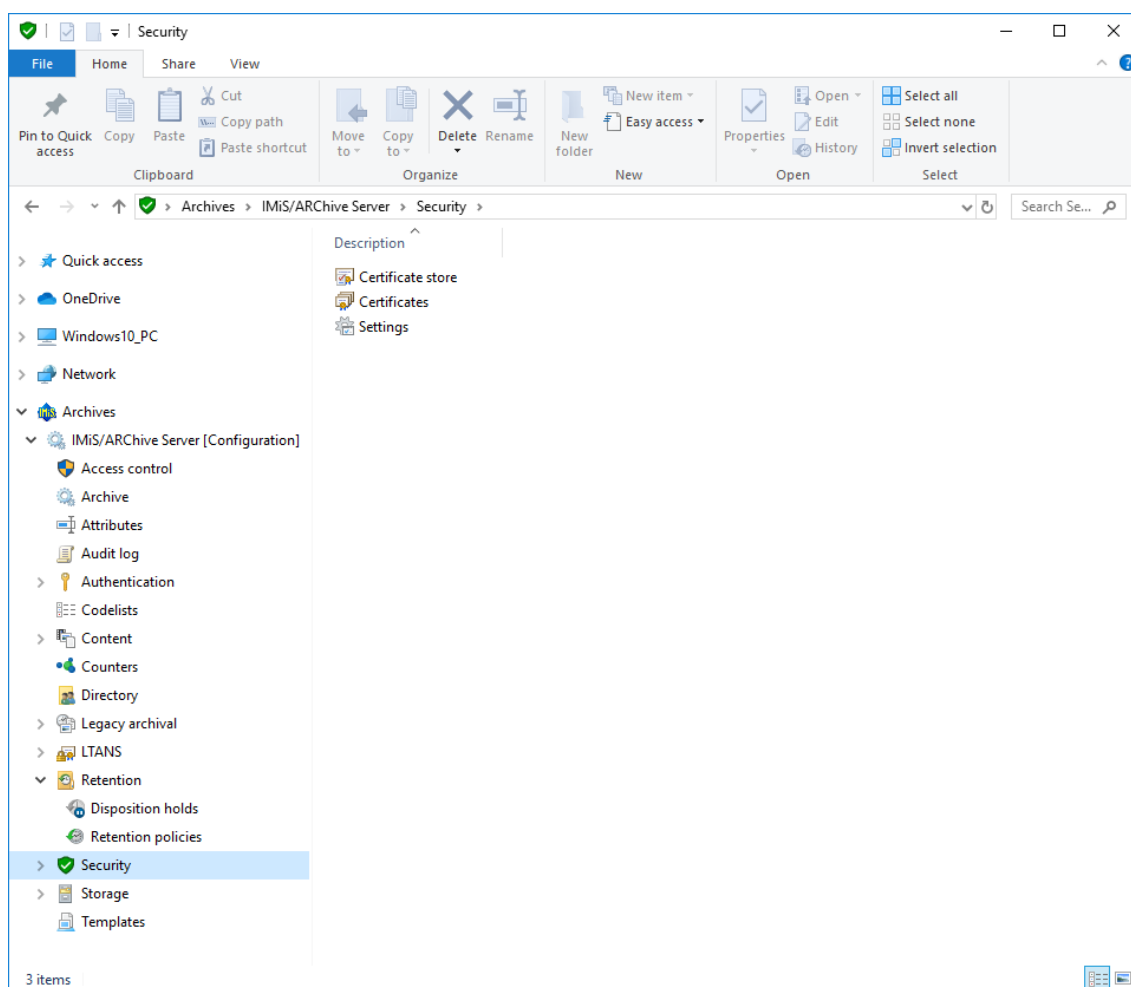 Security
File Home Share View
Pin to Quick access
Copy
Paste
Cut
Copy path
Paste shortcut
Clipboard
Move to
Copy to
Delete
Rename
Organize
New folder
New item
Easy access
New
Properties
Open
Edit
History
Open
Select all
Select none
Invert selection
Select
Archives IMiS/ARChive Server Security
Search Se...
Description
Certificate store
Certificates
Settings
Quick access
OneDrive
Windows10_PC
Network
Archives
IMiS/ARChive Server [Configuration]
Access control
Archive
Attributes
Audit log
Authentication
Codelists
Content
Counters
Directory
Legacy archival
LTANS
Retention
Disposition holds
Retention policies
Security
Storage
Templates
3 items